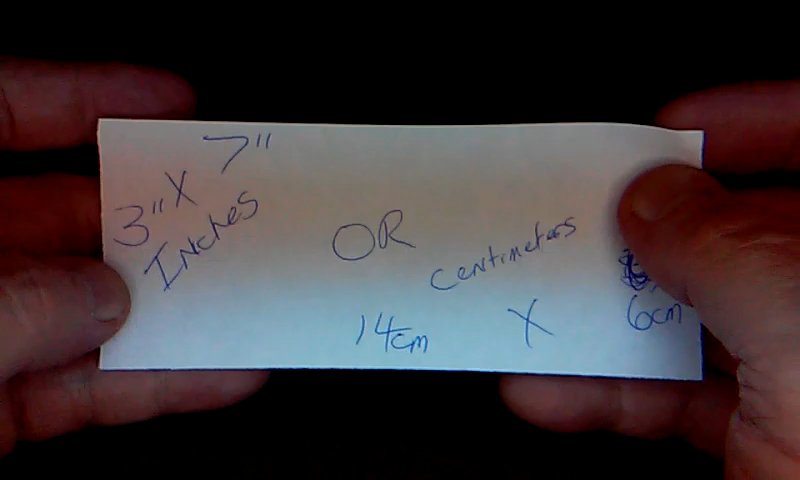 3" X 7"
Inches
OR
Centimeters
14cm X 6cm